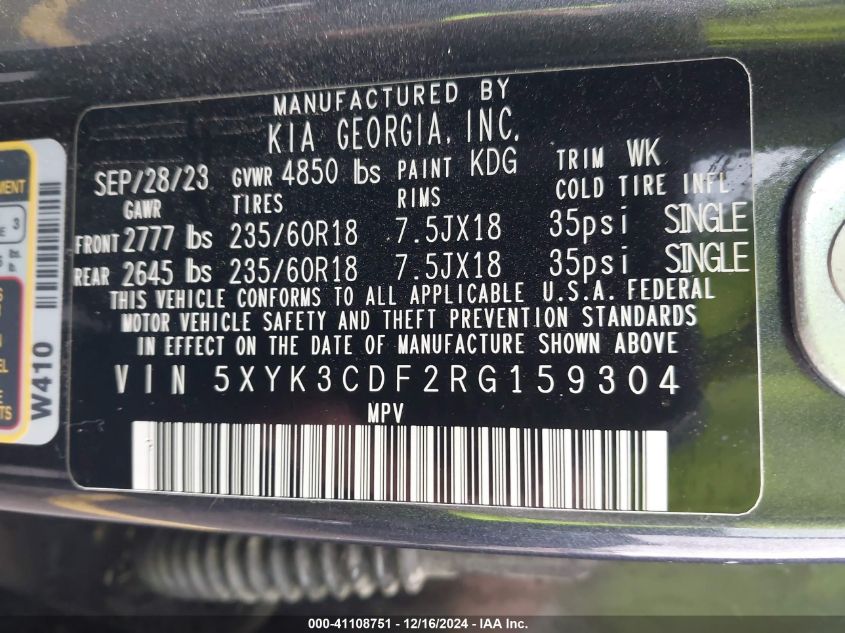 MANUFACTURED BY
KIA GEORGIA, INC.
SEP/28/23 GVWR 4850 lbs PAINT KDG TRIM WK
GAWR TIRES RIMS COLD TIRE INFL
FRONT 2777 lbs 235/60R18 7.5JX18 35psi SINGLE
REAR 2645 lbs 235/60R18 7.5JX18 35psi SINGLE
THIS VEHICLE CONFORMS TO ALL APPLICABLE U.S.A. FEDERAL
MOTOR VEHICLE SAFETY AND THEFT PREVENTION STANDARDS
IN EFFECT ON THE DATE OF MANUFACTURE SHOWN ABOVE
VIN 5XYK3CDF2RG159304
MPV
W410
000-41108751 - 12/16/2024 - IAA Inc.